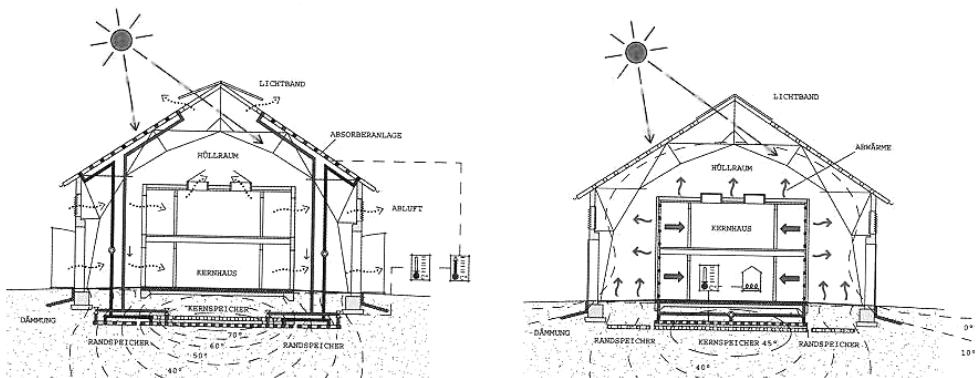 LICHTBAND
ABSORBERANLAGE
HÜLLRAUM
ABLUFT
KERNHAUS
KERNSPEICHER
DÄMMUNG
RANDSPEICHER
70°
RANDSPEICHER
60°
50°
40°
LICHTBAND
ABWÄRME
HÜLLRAUM
KERNHAUS
0°
DÄMMUNG
RANDSPEICHER
KERNSPEICHER 45°
RANDSPEICHER
10°
40°